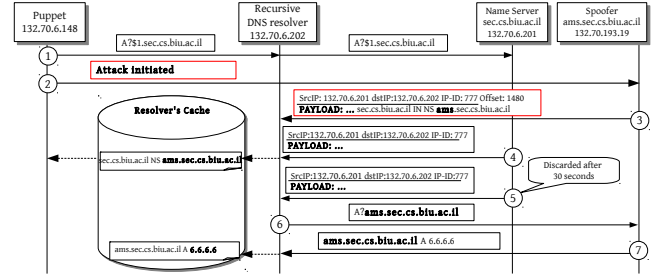 Puppet
132.70.6.148
Recursive
DNS resolver
132.70.6.202
Name Server
sec.cs.biu.ac.il
132.70.6.201
Spoofer
ams.sec.cs.biu.ac.il
132.70.193.19
A?$1.sec.cs.biu.ac.il
A?$1.sec.cs.biu.ac.il
1
Attack initiated
2
SrcIP: 132.70.6.201 dstIP:132.70.6.202 IP-ID: 777 Offset: 1480
PAYLOAD: ... sec.cs.biu.ac.il IN NS ams.sec.cs.biu.ac.il
3
Resolver's Cache
SrcIP:132.70.6.201 dstIP:132.70.6.202 IP-ID:777
PAYLOAD: ...
4
sec.cs.biu.ac.il NS ams.sec.cs.biu.ac.il
Discarded after
30 seconds
SrcIP:132.70.6.201 dstIP:132.70.6.202 IP-ID:777
PAYLOAD: ...
5
A?ams.sec.cs.biu.ac.il
6
ams.sec.cs.biu.ac.il A 6.6.6.6
ams.sec.cs.biu.ac.il A 6.6.6.6
7